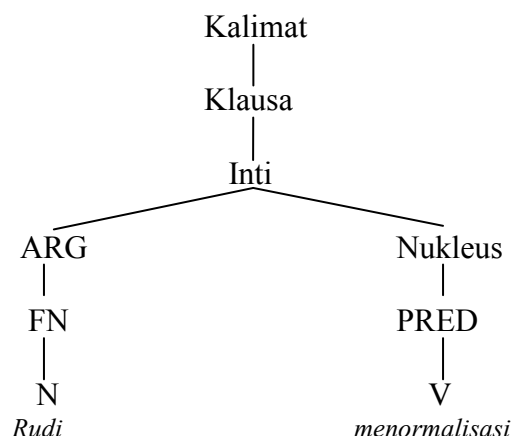 Kalimat
Klausa
Inti
ARG Nukleus
FN PRED
N V
Rudi menormalisasi